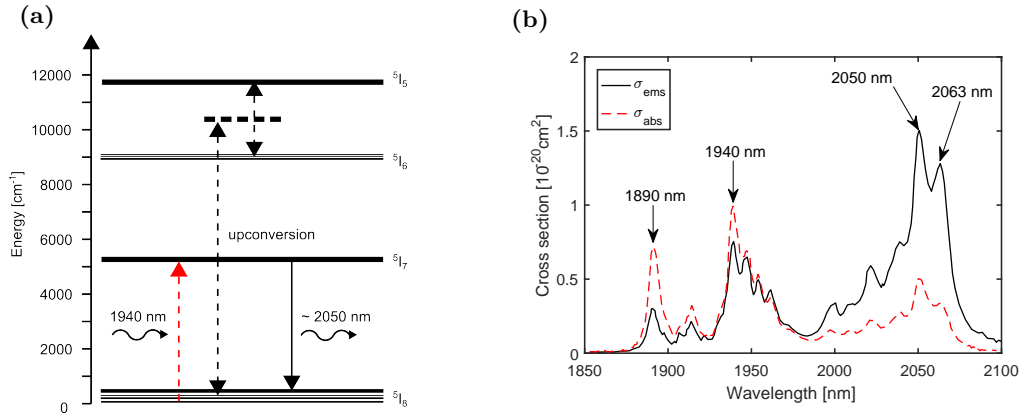 (a)
12000
10000
8000
6000
4000
2000
0
Energy [cm⁻¹]
⁵I₅
⁵I₆
⁵I₇
⁵I₈
upconversion
1940 nm
~ 2050 nm
(b)
2
1.5
1
0.5
0
Cross section [10⁻²⁰cm²]
σems
σabs
1890 nm
1940 nm
2050 nm
2063 nm
1850 1900 1950 2000 2050 2100
Wavelength [nm]